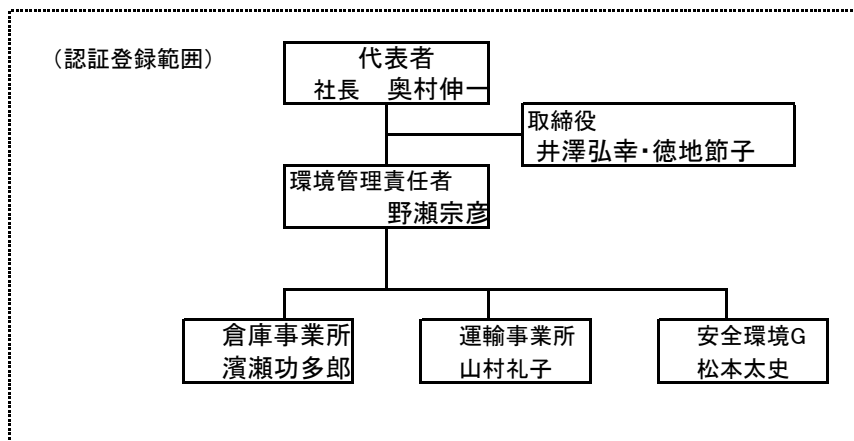 （認証登録範囲）
代表者
社長　奥村伸一
取締役
井澤弘幸・徳地節子
環境管理責任者
野瀬宗彦
倉庫事業所
濱瀬功多郎
運輸事業所
山村礼子
安全環境G
松本太史